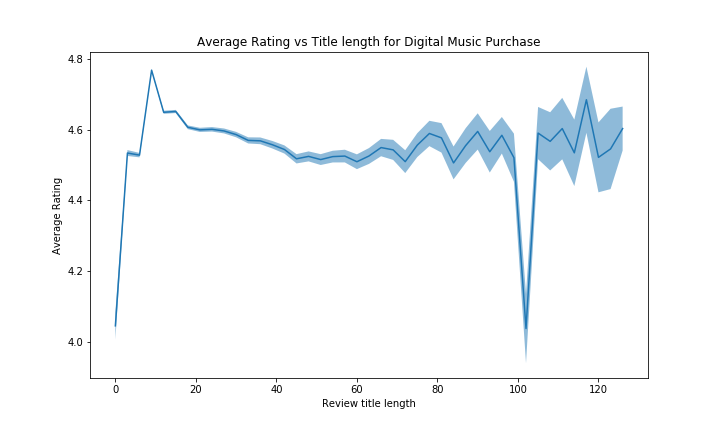 Average Rating vs Title length for Digital Music Purchase
4.8
4.6
4.4
4.2
4.0
Average Rating
0 20 40 60 80 100 120
Review title length